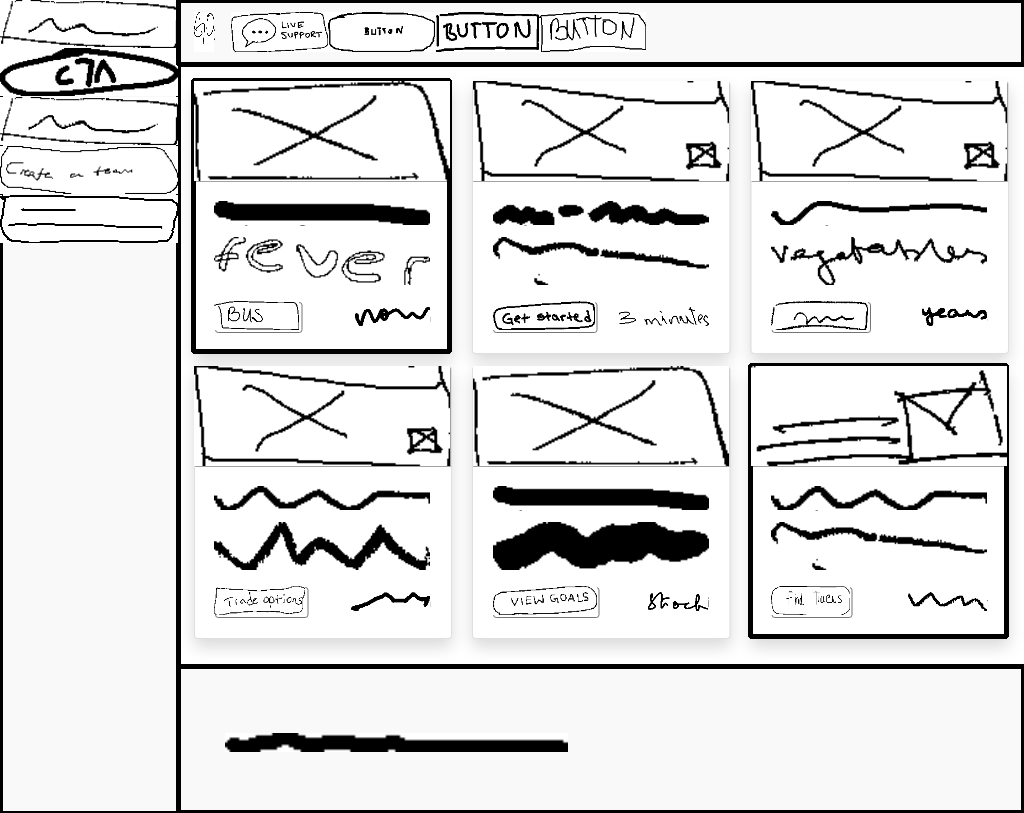 CTA
Create a team
LIVE
SUPPORT
BUTTON
BUTTON
BUTTON
fever
BUS
now
Get started
3 minutes
vegetables
years
Trade options
VIEW GOALS
Stock
Find Tuners